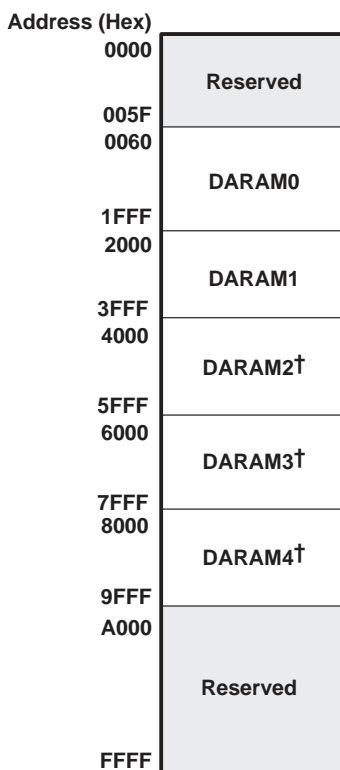 Address (Hex)
0000
Reserved
005F
0060
DARAM0
1FFF
2000
DARAM1
3FFF
4000
DARAM2†
5FFF
6000
DARAM3†
7FFF
8000
DARAM4†
9FFF
A000
Reserved
FFFF